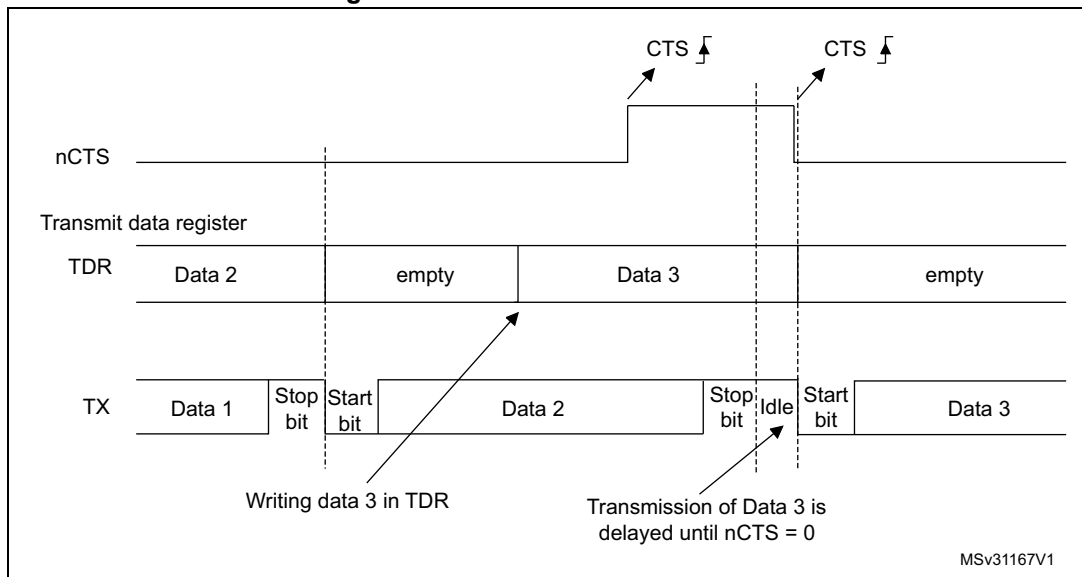 CTS
CTS
nCTS
Transmit data register
TDR
Data 2
empty
Data 3
empty
TX
Data 1
Stop
bit
Start
bit
Data 2
Stop
bit
Idle
Start
bit
Data 3
Writing data 3 in TDR
Transmission of Data 3 is
delayed until nCTS = 0
MSv31167V1